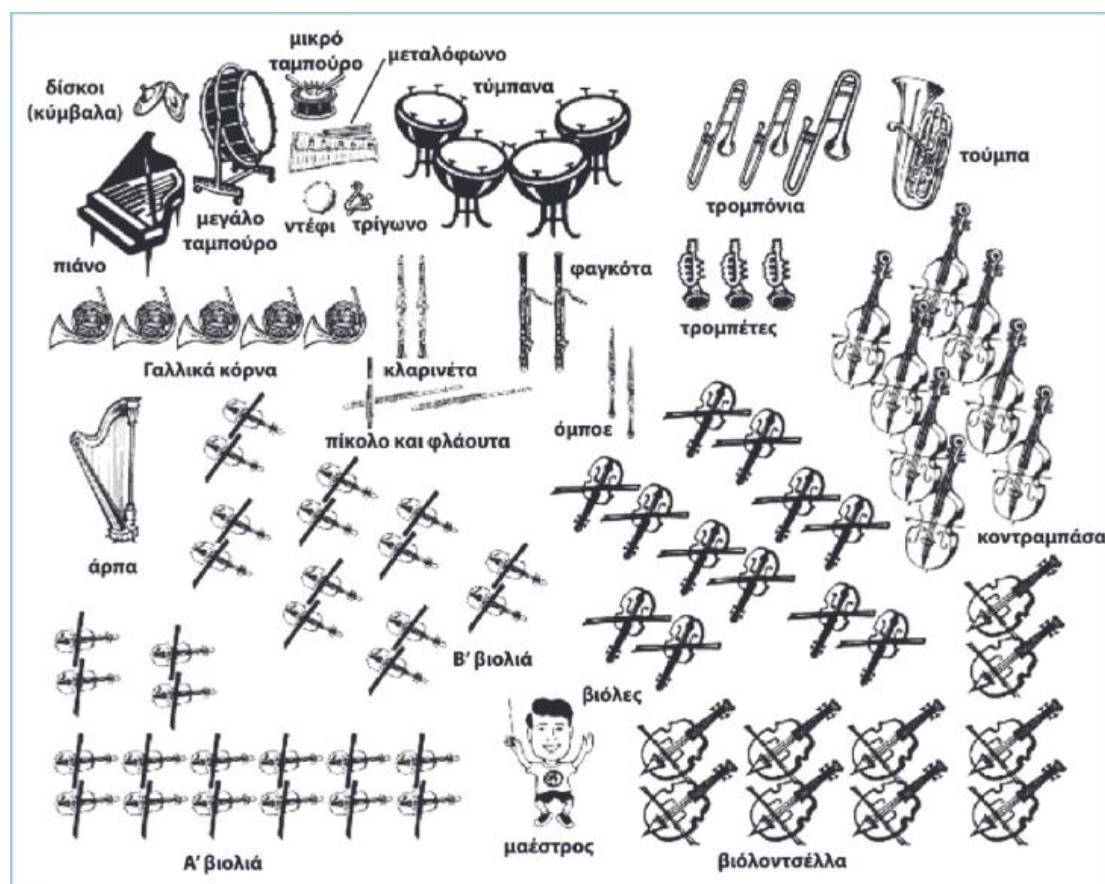 μικρό
ταμπούρο
μεταλόφωνο
δίσκοι
(κύμβαλα)
τύμπανα
τούμπα
τρομπόνια
μεγάλο
ταμπούρο
ντέφι
τρίγωνο
πιάνο
φαγκότα
τρομπέτες
Γαλλικά κόρνα
κλαρινέτα
πίκολο και φλάουτα
όμποε
άρπα
κοντραμπάσα
Β' βιολιά
βιόλες
μαέστρος
Α' βιολιά
βιόλοντσέλλα